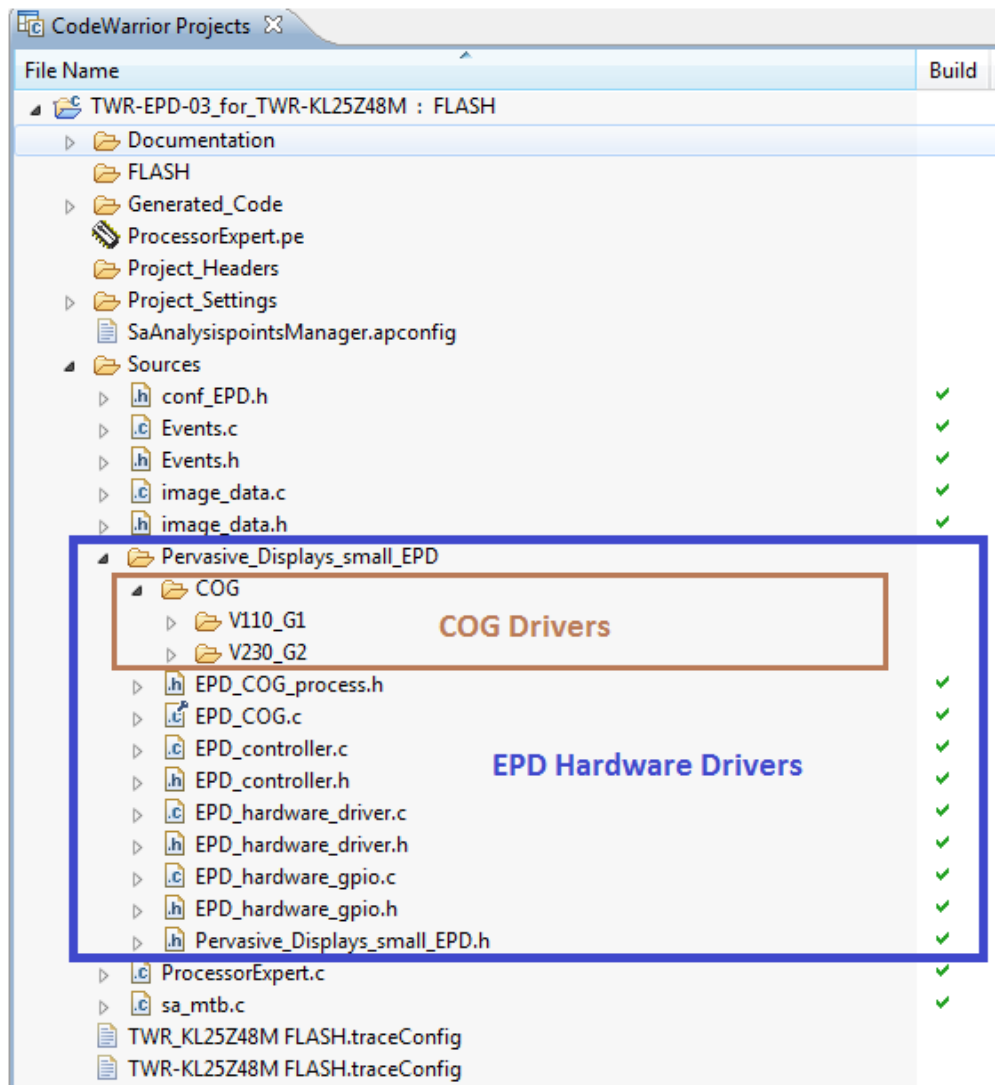 CodeWarrior Projects
File Name Build
TWR-EPD-03_for_TWR-KL25Z48M : FLASH
Documentation
FLASH
Generated_Code
ProcessorExpert.pe
Project_Headers
Project_Settings
SaAnalysispointsManager.apconfig
Sources
.h conf_EPD.h
.c Events.c
.h Events.h
.c image_data.c
.h image_data.h
Pervasive_Displays_small_EPD
COG
V110_G1
COG Drivers
V230_G2
.h EPD_COG_process.h
.c EPD_COG.c
.c EPD_controller.c
EPD Hardware Drivers
.h EPD_controller.h
.c EPD_hardware_driver.c
.h EPD_hardware_driver.h
.c EPD_hardware_gpio.c
.h EPD_hardware_gpio.h
.h Pervasive_Displays_small_EPD.h
.c ProcessorExpert.c
.c sa_mtb.c
TWR_KL25Z48M FLASH.traceConfig
TWR-KL25Z48M FLASH.traceConfig